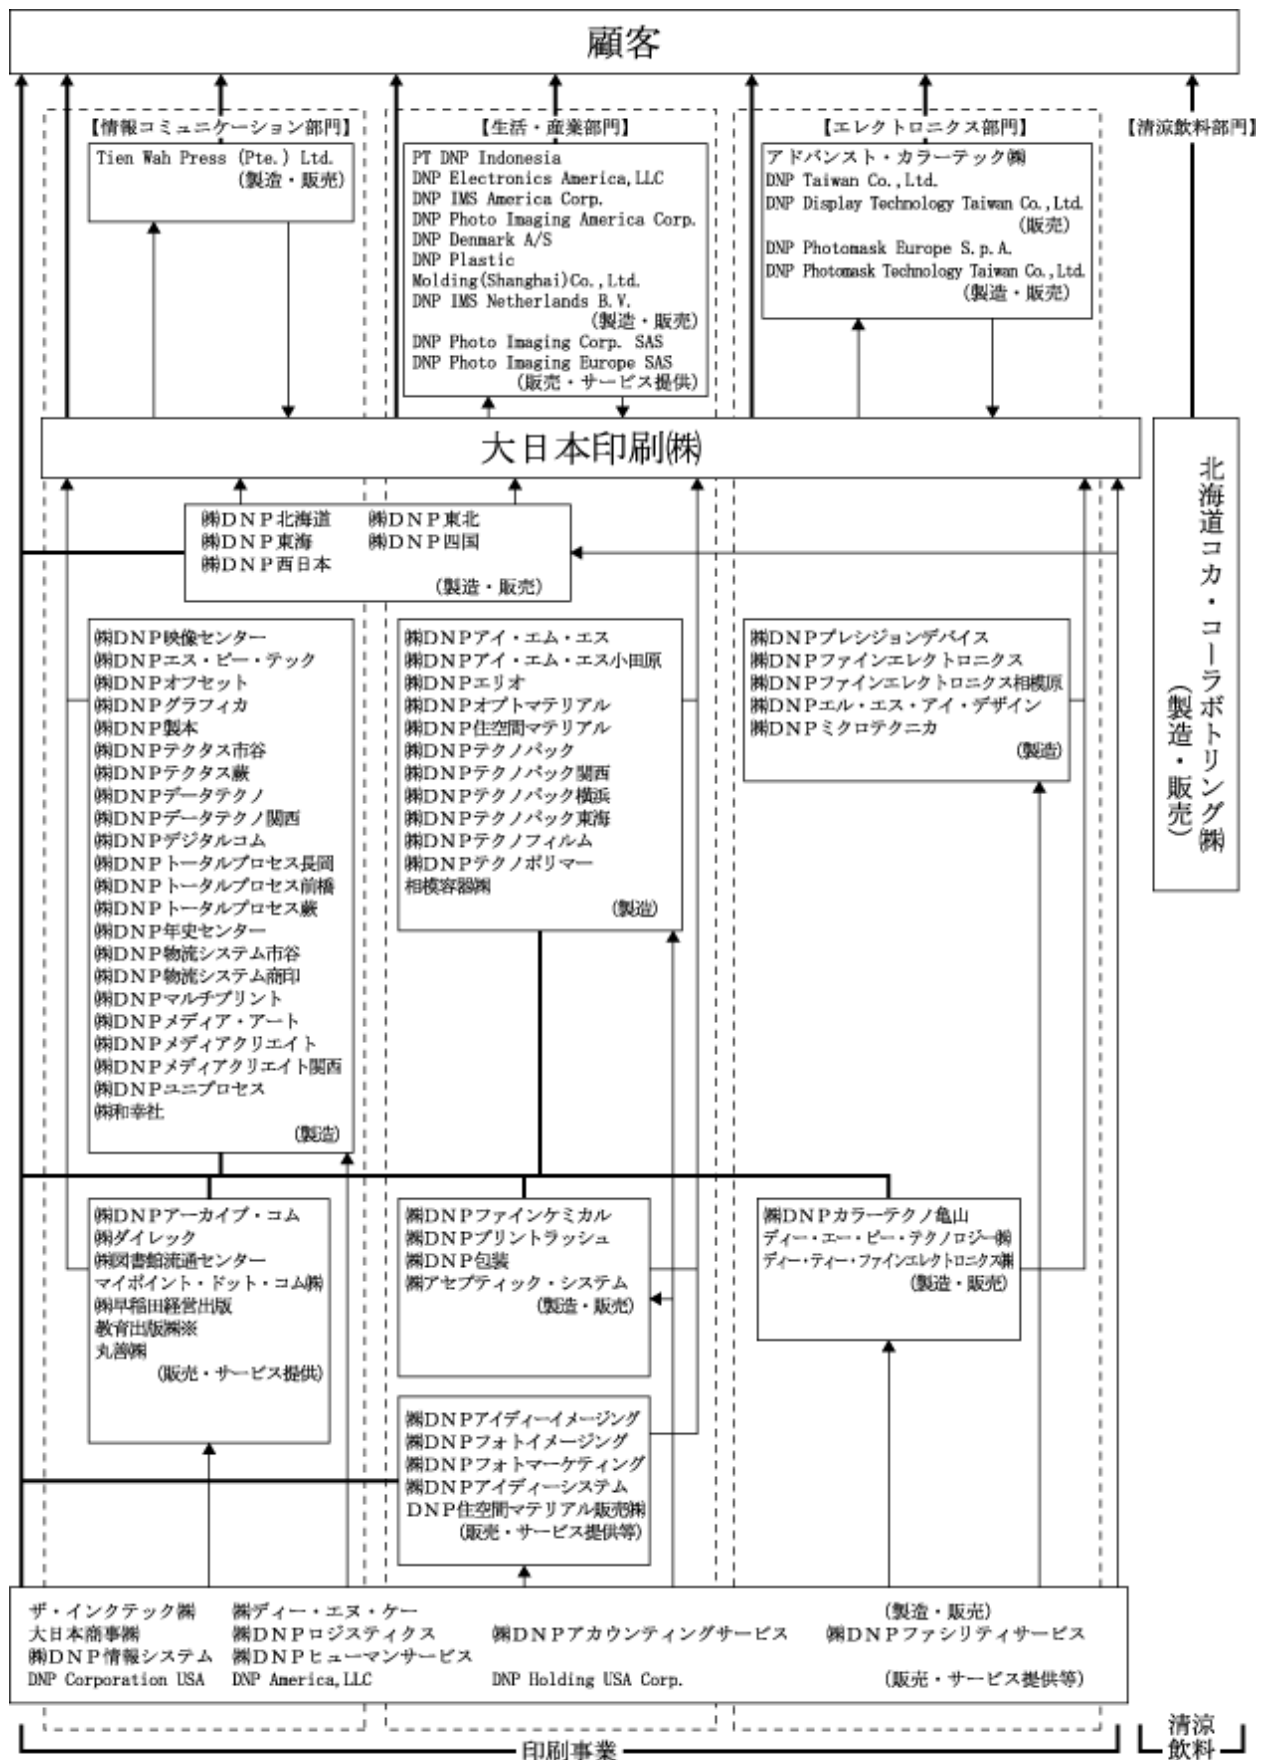 顧客
【情報コミュニケーション部門】
Tien Wah Press (Pte.) Ltd.
(製造・販売)
【生活・産業部門】
PT DNP Indonesia
DNP Electronics America,LLC
DNP IMS America Corp.
DNP Photo Imaging America Corp.
DNP Denmark A/S
DNP Plastic
Molding(Shanghai)Co.,Ltd.
DNP IMS Netherlands B.V.
(製造・販売)
DNP Photo Imaging Corp. SAS
DNP Photo Imaging Europe SAS
(販売・サービス提供)
【エレクトロニクス部門】
アドバンスト・カラーテック㈱
DNP Taiwan Co.,Ltd.
DNP Display Technology Taiwan Co.,Ltd.
(販売)
DNP Photomask Europe S.p.A.
DNP Photomask Technology Taiwan Co.,Ltd.
(製造・販売)
【清涼飲料部門】
大日本印刷㈱
北海道コカ・コーラボトリング㈱
(製造・販売)
㈱ＤＮＰ北海道 ㈱ＤＮＰ東北
㈱ＤＮＰ東海 ㈱ＤＮＰ四国
㈱ＤＮＰ西日本
(製造・販売)
㈱ＤＮＰ映像センター
㈱ＤＮＰエス・ピー・テック
㈱ＤＮＰオフセット
㈱ＤＮＰグラフィカ
㈱ＤＮＰ製本
㈱ＤＮＰテクタス市谷
㈱ＤＮＰテクタス蕨
㈱ＤＮＰデータテクノ
㈱ＤＮＰデータテクノ関西
㈱ＤＮＰデジタルコム
㈱ＤＮＰトータルプロセス長岡
㈱ＤＮＰトータルプロセス前橋
㈱ＤＮＰトータルプロセス蕨
㈱ＤＮＰ年史センター
㈱ＤＮＰ物流システム市谷
㈱ＤＮＰ物流システム商印
㈱ＤＮＰマルチプリント
㈱ＤＮＰメディア・アート
㈱ＤＮＰメディアクリエイト
㈱ＤＮＰメディアクリエイト関西
㈱ＤＮＰユニプロセス
㈱和幸社
(製造)
㈱ＤＮＰアイ・エム・エス
㈱ＤＮＰアイ・エム・エス小田原
㈱ＤＮＰエリオ
㈱ＤＮＰオプトマテリアル
㈱ＤＮＰ住空間マテリアル
㈱ＤＮＰテクノパック
㈱ＤＮＰテクノパック関西
㈱ＤＮＰテクノパック横浜
㈱ＤＮＰテクノパック東海
㈱ＤＮＰテクノフィルム
㈱ＤＮＰテクノポリマー
相模容器㈱
(製造)
㈱ＤＮＰプレシジョンデバイス
㈱ＤＮＰファインエレクトロニクス
㈱ＤＮＰファインエレクトロニクス相模原
㈱ＤＮＰエル・エス・アイ・デザイン
㈱ＤＮＰミクロテクニカ
(製造)
㈱ＤＮＰアーカイブ・コム
㈱ダイレック
㈱図書館流通センター
マイポイント・ドット・コム㈱
㈱早稲田経営出版
教育出版㈱※
丸善㈱
(販売・サービス提供)
㈱ＤＮＰファインケミカル
㈱ＤＮＰプリントラッシュ
㈱ＤＮＰ包装
㈱アセプティック・システム
(製造・販売)
㈱ＤＮＰカラーテクノ亀山
ディー・エー・ピー・テクノロジー㈱
ディー・ティー・ファインエレクトロニクス㈱
(製造・販売)
㈱ＤＮＰアイディーイメージング
㈱ＤＮＰフォトイメージング
㈱ＤＮＰフォトマーケティング
㈱ＤＮＰアイディーシステム
ＤＮＰ住空間マテリアル販売㈱
(販売・サービス提供等)
ザ・インクテック㈱ ㈱ディー・エヌ・ケー (製造・販売)
大日本商事㈱ ㈱ＤＮＰロジスティクス ㈱ＤＮＰアカウンティングサービス ㈱ＤＮＰファシリティサービス
㈱ＤＮＰ情報システム ㈱ＤＮＰヒューマンサービス
DNP Corporation USA DNP America,LLC DNP Holding USA Corp. (販売・サービス提供等)
印刷事業
清涼
飲料